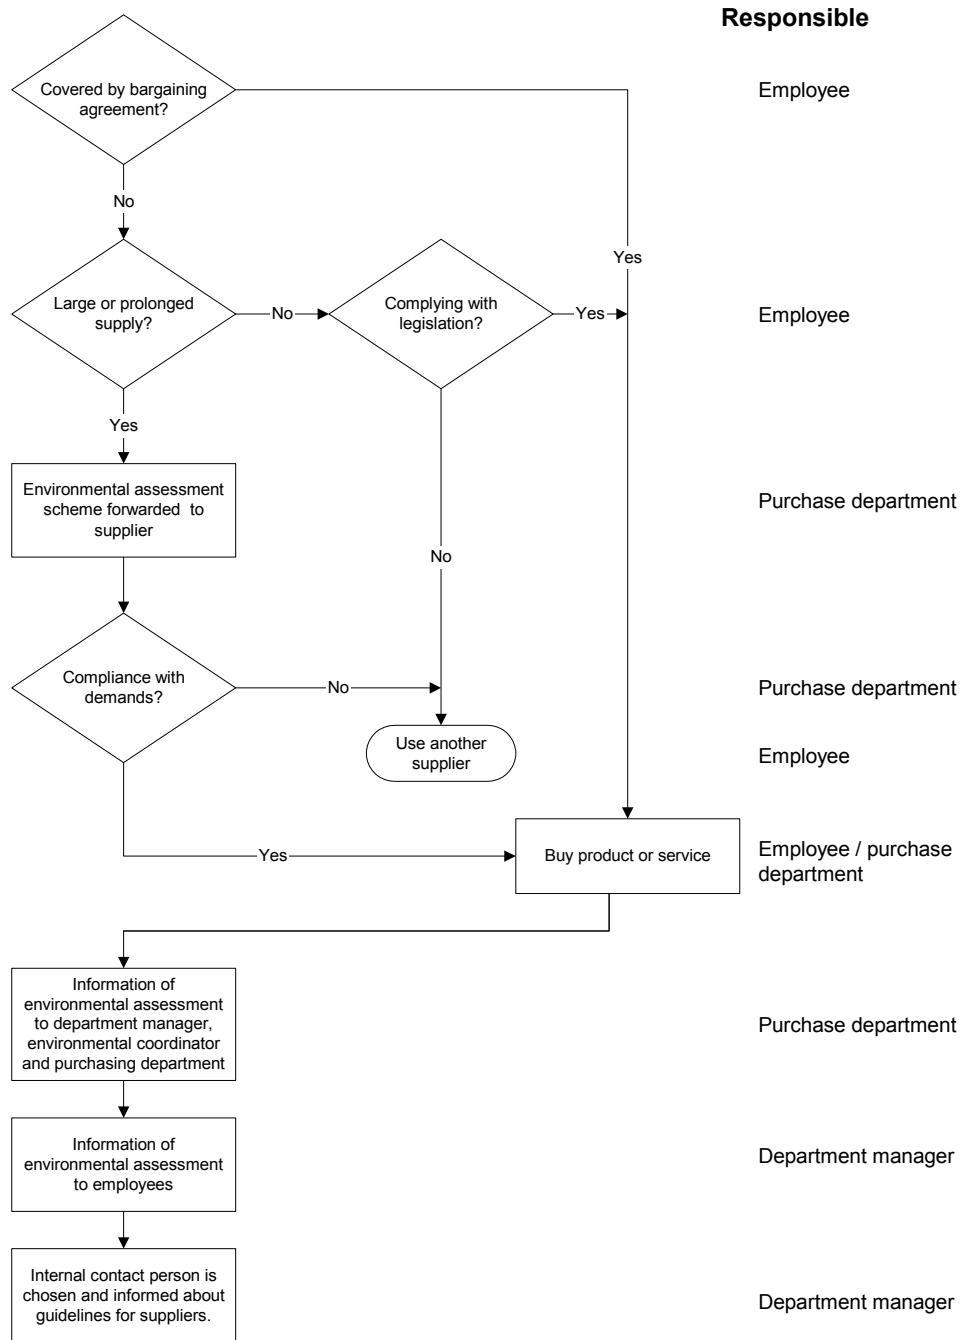 Responsible
Covered by bargaining
agreement?
Employee
No
Yes
Large or prolonged
supply?
No
Complying with
legislation?
Yes
Employee
Yes
Environmental assessment
scheme forwarded to
supplier
Purchase department
No
Compliance with
demands?
No
Purchase department
Use another
supplier
Employee
Yes
Buy product or service
Employee / purchase
department
Information of
environmental assessment
to department manager,
environmental coordinator
and purchasing department
Purchase department
Information of
environmental assessment
to employees
Department manager
Internal contact person is
chosen and informed about
guidelines for suppliers.
Department manager